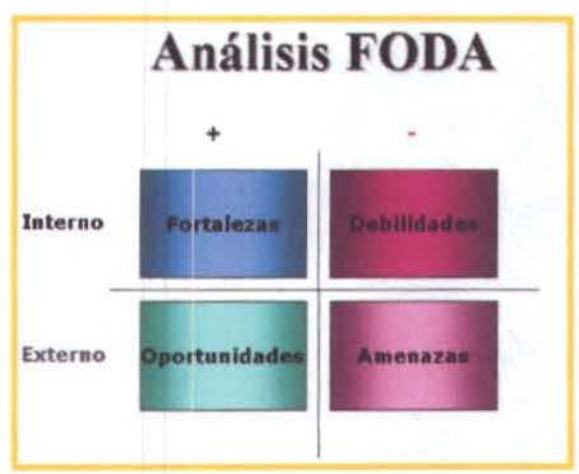 Análisis FODA
+ -
Interno Fortalezas Debilidades
Externo Oportunidades Amenazas